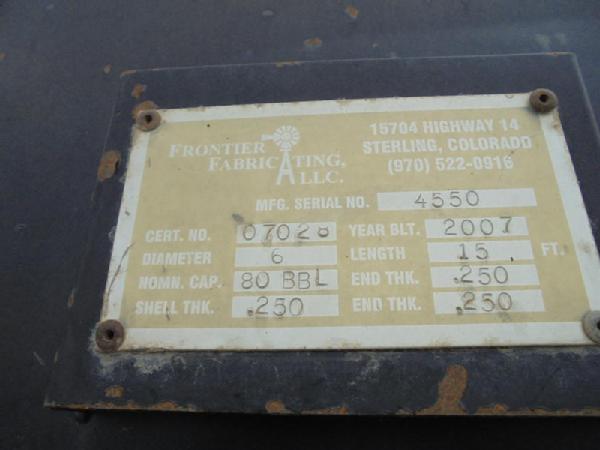 FRONTIER
FABRICATING,
LLC.
15704 HIGHWAY 14
STERLING, COLORADO
(970) 522-0916
MFG. SERIAL NO. 4550
CERT. NO. 07028 YEAR BLT. 2007
DIAMETER 6 LENGTH 15 FT.
NOMN. CAP. 80 BBL END THK. .250
SHELL THK. .250 END THK. .250